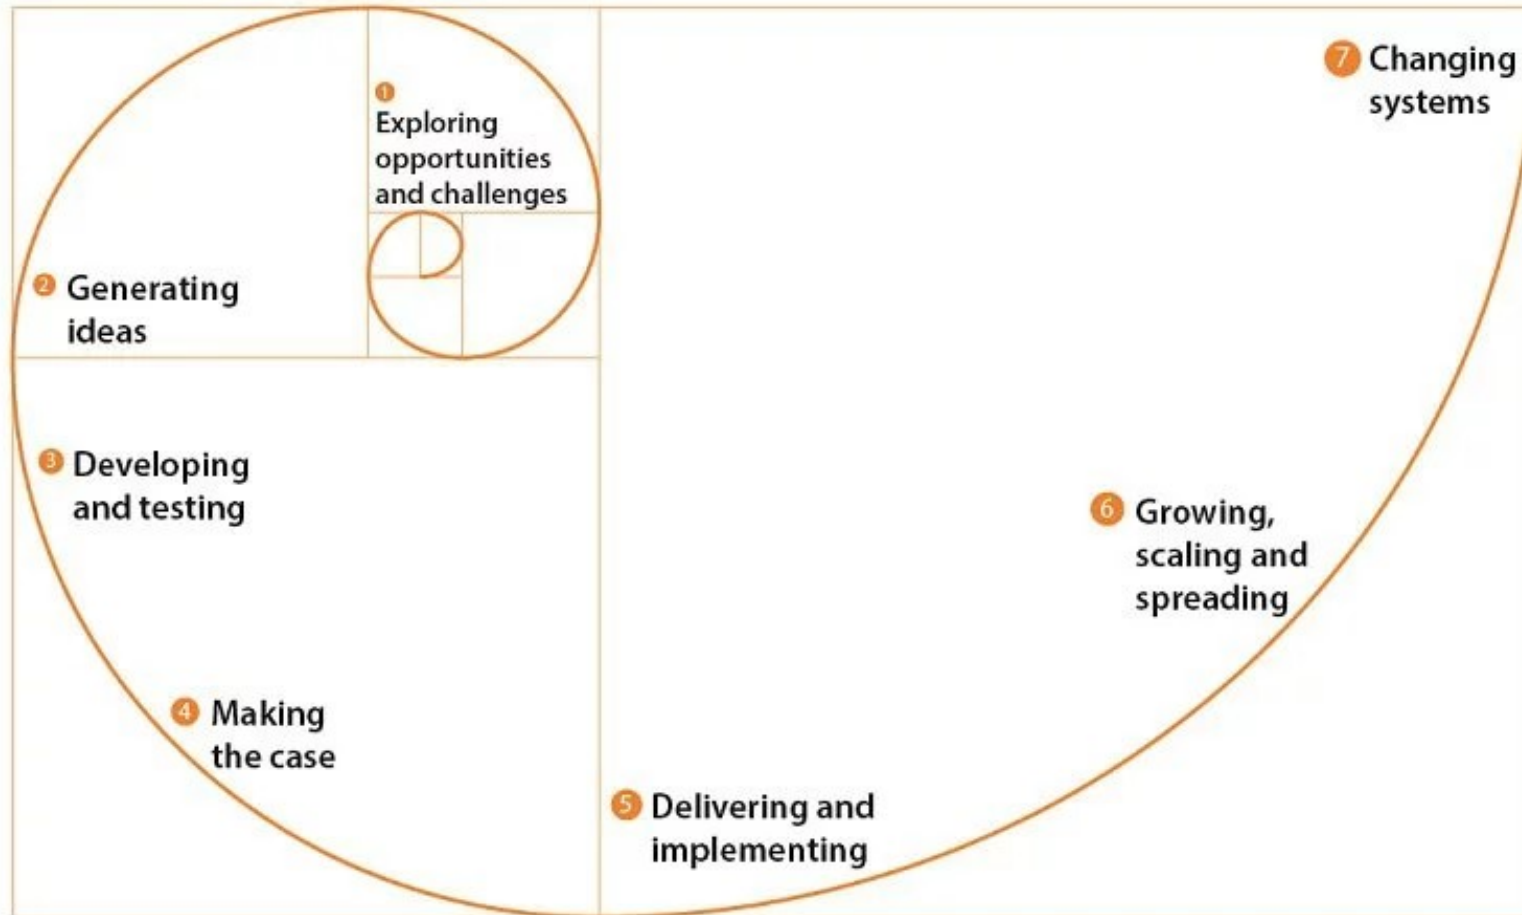 1
Exploring
opportunities
and challenges
2 Generating
ideas
3 Developing
and testing
4 Making
the case
5 Delivering and
implementing
6 Growing,
scaling and
spreading
7 Changing
systems